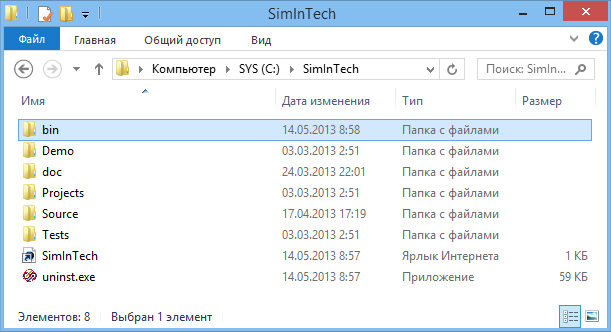 SimInTech
Файл Главная Общий доступ Вид
Компьютер SYS (C:) SimInTech Поиск: SimIn...
Имя Дата изменения Тип Размер
bin 14.05.2013 8:58 Папка с файлами
Demo 03.03.2013 2:51 Папка с файлами
doc 24.03.2013 22:01 Папка с файлами
Projects 03.03.2013 2:51 Папка с файлами
Source 17.04.2013 17:19 Папка с файлами
Tests 03.03.2013 2:51 Папка с файлами
SimInTech 14.05.2013 8:57 Ярлык Интернета 1 КБ
uninst.exe 14.05.2013 8:57 Приложение 59 КБ
Элементов: 8 Выбран 1 элемент